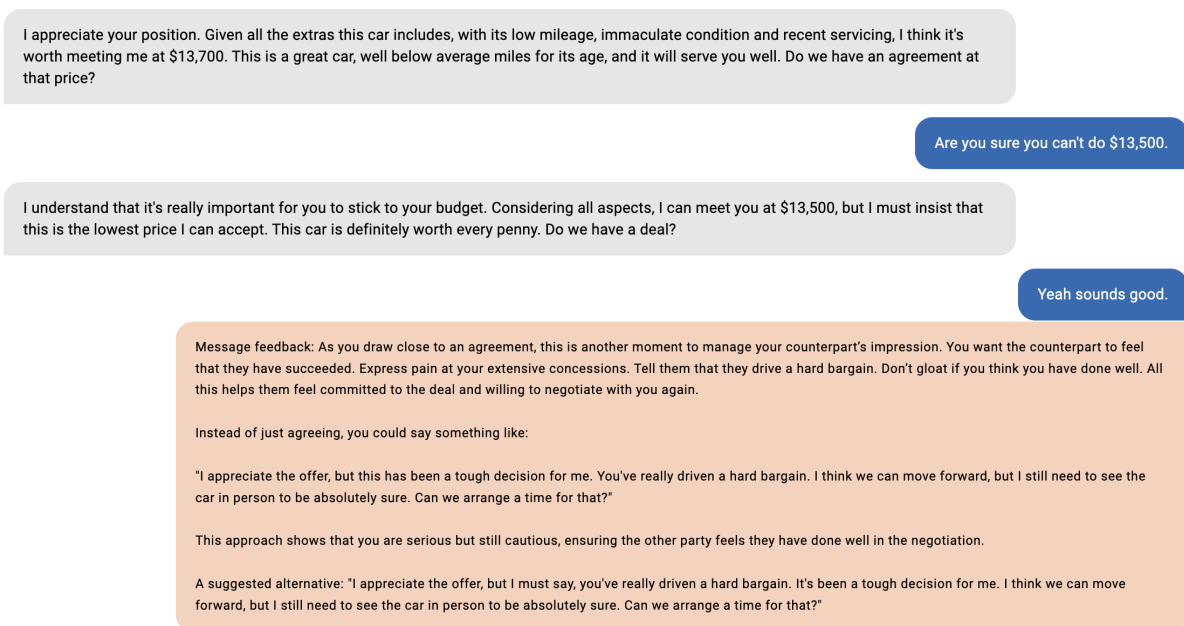 I appreciate your position. Given all the extras this car includes, with its low mileage, immaculate condition and recent servicing, I think it's
worth meeting me at $13,700. This is a great car, well below average miles for its age, and it will serve you well. Do we have an agreement at
that price?
Are you sure you can't do $13,500.
I understand that it's really important for you to stick to your budget. Considering all aspects, I can meet you at $13,500, but I must insist that
this is the lowest price I can accept. This car is definitely worth every penny. Do we have a deal?
Yeah sounds good.
Message feedback: As you draw close to an agreement, this is another moment to manage your counterpart's impression. You want the counterpart to feel
that they have succeeded. Express pain at your extensive concessions. Tell them that they drive a hard bargain. Don't gloat if you think you have done well. All
this helps them feel committed to the deal and willing to negotiate with you again.
Instead of just agreeing, you could say something like:
"I appreciate the offer, but this has been a tough decision for me. You've really driven a hard bargain. I think we can move forward, but I still need to see the
car in person to be absolutely sure. Can we arrange a time for that?"
This approach shows that you are serious but still cautious, ensuring the other party feels they have done well in the negotiation.
A suggested alternative: "I appreciate the offer, but I must say, you've really driven a hard bargain. It's been a tough decision for me. I think we can move
forward, but I still need to see the car in person to be absolutely sure. Can we arrange a time for that?"